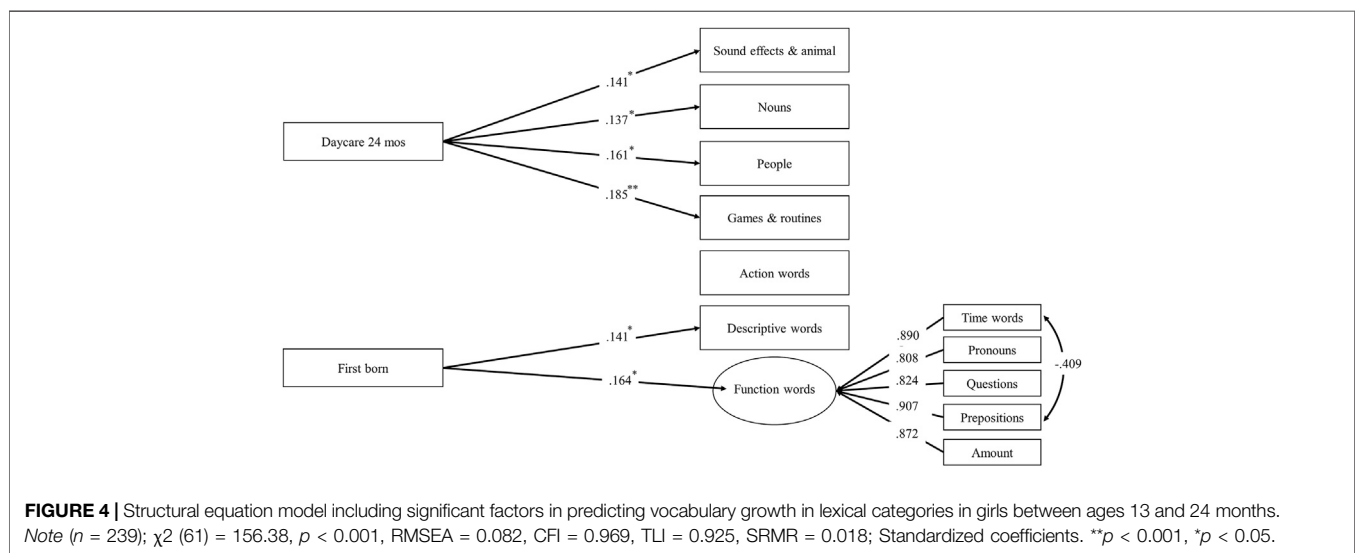 Sound effects & animal
.141*
Nouns
.137*
Daycare 24 mos
.161*
People
.185**
Games & routines
Action words
Time words
.141*
Descriptive words
.890
.808
Pronouns
-.409
First born
.164*
Function words
.824
Questions
.907
Prepositions
.872
Amount
FIGURE 4 | Structural equation model including significant factors in predicting vocabulary growth in lexical categories in girls between ages 13 and 24 months.
Note (n = 239); χ2 (61) = 156.38, p < 0.001, RMSEA = 0.082, CFI = 0.969, TLI = 0.925, SRMR = 0.018; Standardized coefficients. **p < 0.001, *p < 0.05.